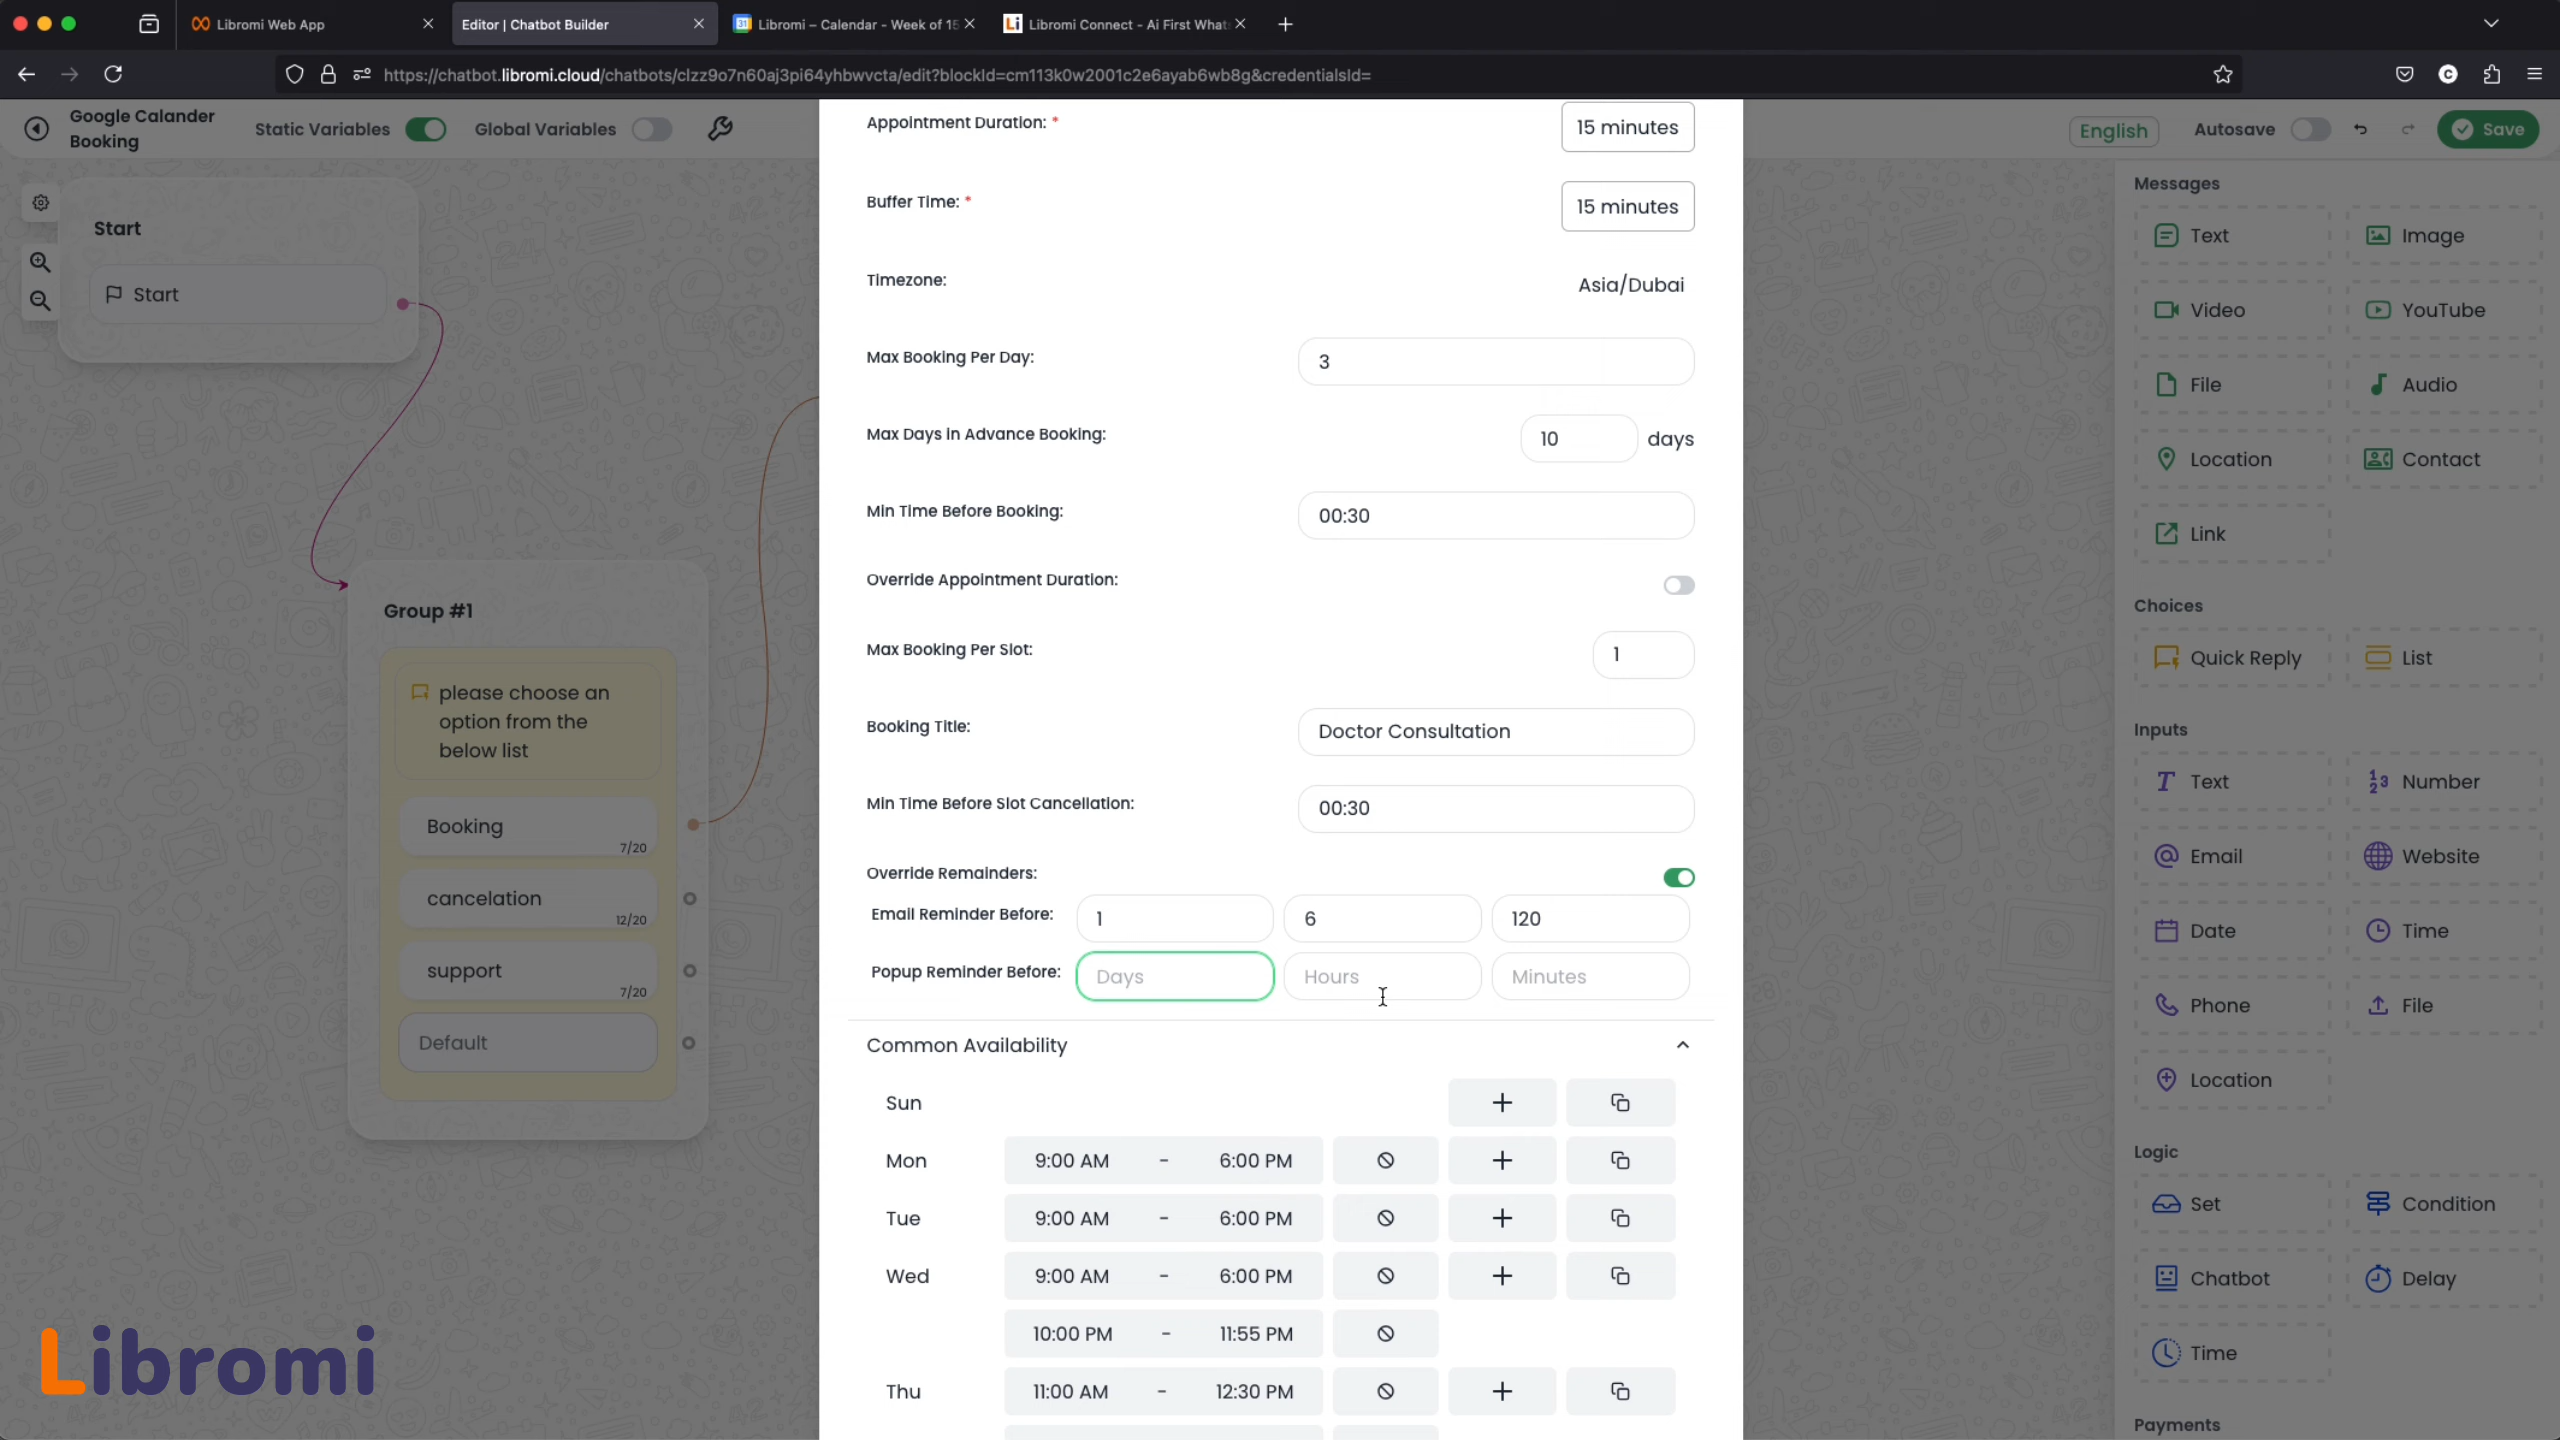 Libromi Web App
Editor | Chatbot Builder
31
Libromi – Calendar - Week of 15
Li
Libromi Connect - Ai First What
https://chatbot.libromi.cloud/chatbots/clzz9o7n60aj3pi64yhbwvcta/edit?blockId=cm113k0w2001c2e6ayab6wb8g&credentialsId=
C
Google Calander
Booking
Static Variables
Global Variables
English
Autosave
Save
Start
Start
Group #1
please choose an
option from the
below list
Booking
7/20
cancelation
12/20
support
7/20
Default
Libromi
Appointment Duration: *
15 minutes
Buffer Time: *
15 minutes
Timezone:
Asia/Dubai
Max Booking Per Day:
3
Max Days in Advance Booking:
10
days
Min Time Before Booking:
00:30
Override Appointment Duration:
Max Booking Per Slot:
1
Booking Title:
Doctor Consultation
Min Time Before Slot Cancellation:
00:30
Override Remainders:
Email Reminder Before:
1
6
120
Popup Reminder Before:
Days
Hours
Minutes
Common Availability
Sun
Mon
9:00 AM - 6:00 PM
Tue
9:00 AM - 6:00 PM
Wed
9:00 AM - 6:00 PM
10:00 PM - 11:55 PM
Thu
11:00 AM - 12:30 PM
Messages
Text
Image
Video
YouTube
File
Audio
Location
Contact
Link
Choices
Quick Reply
List
Inputs
Text
Number
Email
Website
Date
Time
Phone
File
Location
Logic
Set
Condition
Chatbot
Delay
Time
Payments